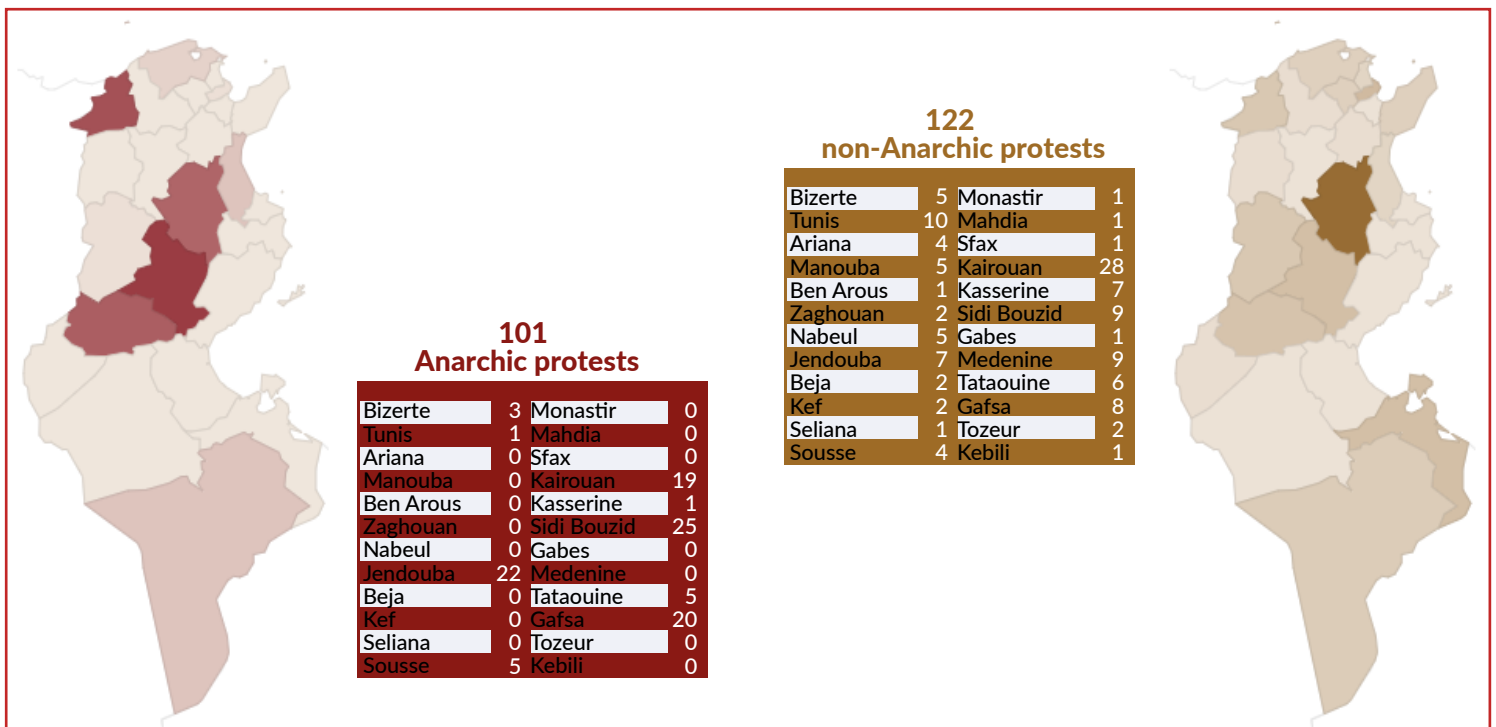 122
non-Anarchic protests
Bizerte 5 Monastir 1
Tunis 10 Mahdia 1
Ariana 4 Sfax 1
Manouba 5 Kairouan 28
Ben Arous 1 Kasserine 7
Zaghouan 2 Sidi Bouzid 9
Nabeul 5 Gabes 1
Jendouba 7 Medenine 9
Beja 2 Tataouine 6
Kef 2 Gafsa 8
Seliana 1 Tozeur 2
Sousse 4 Kebili 1
101
Anarchic protests
Bizerte 3 Monastir 0
Tunis 1 Mahdia 0
Ariana 0 Sfax 0
Manouba 0 Kairouan 19
Ben Arous 0 Kasserine 1
Zaghouan 0 Sidi Bouzid 25
Nabeul 0 Gabes 0
Jendouba 22 Medenine 0
Beja 0 Tataouine 5
Kef 0 Gafsa 20
Seliana 0 Tozeur 0
Sousse 5 Kebili 0